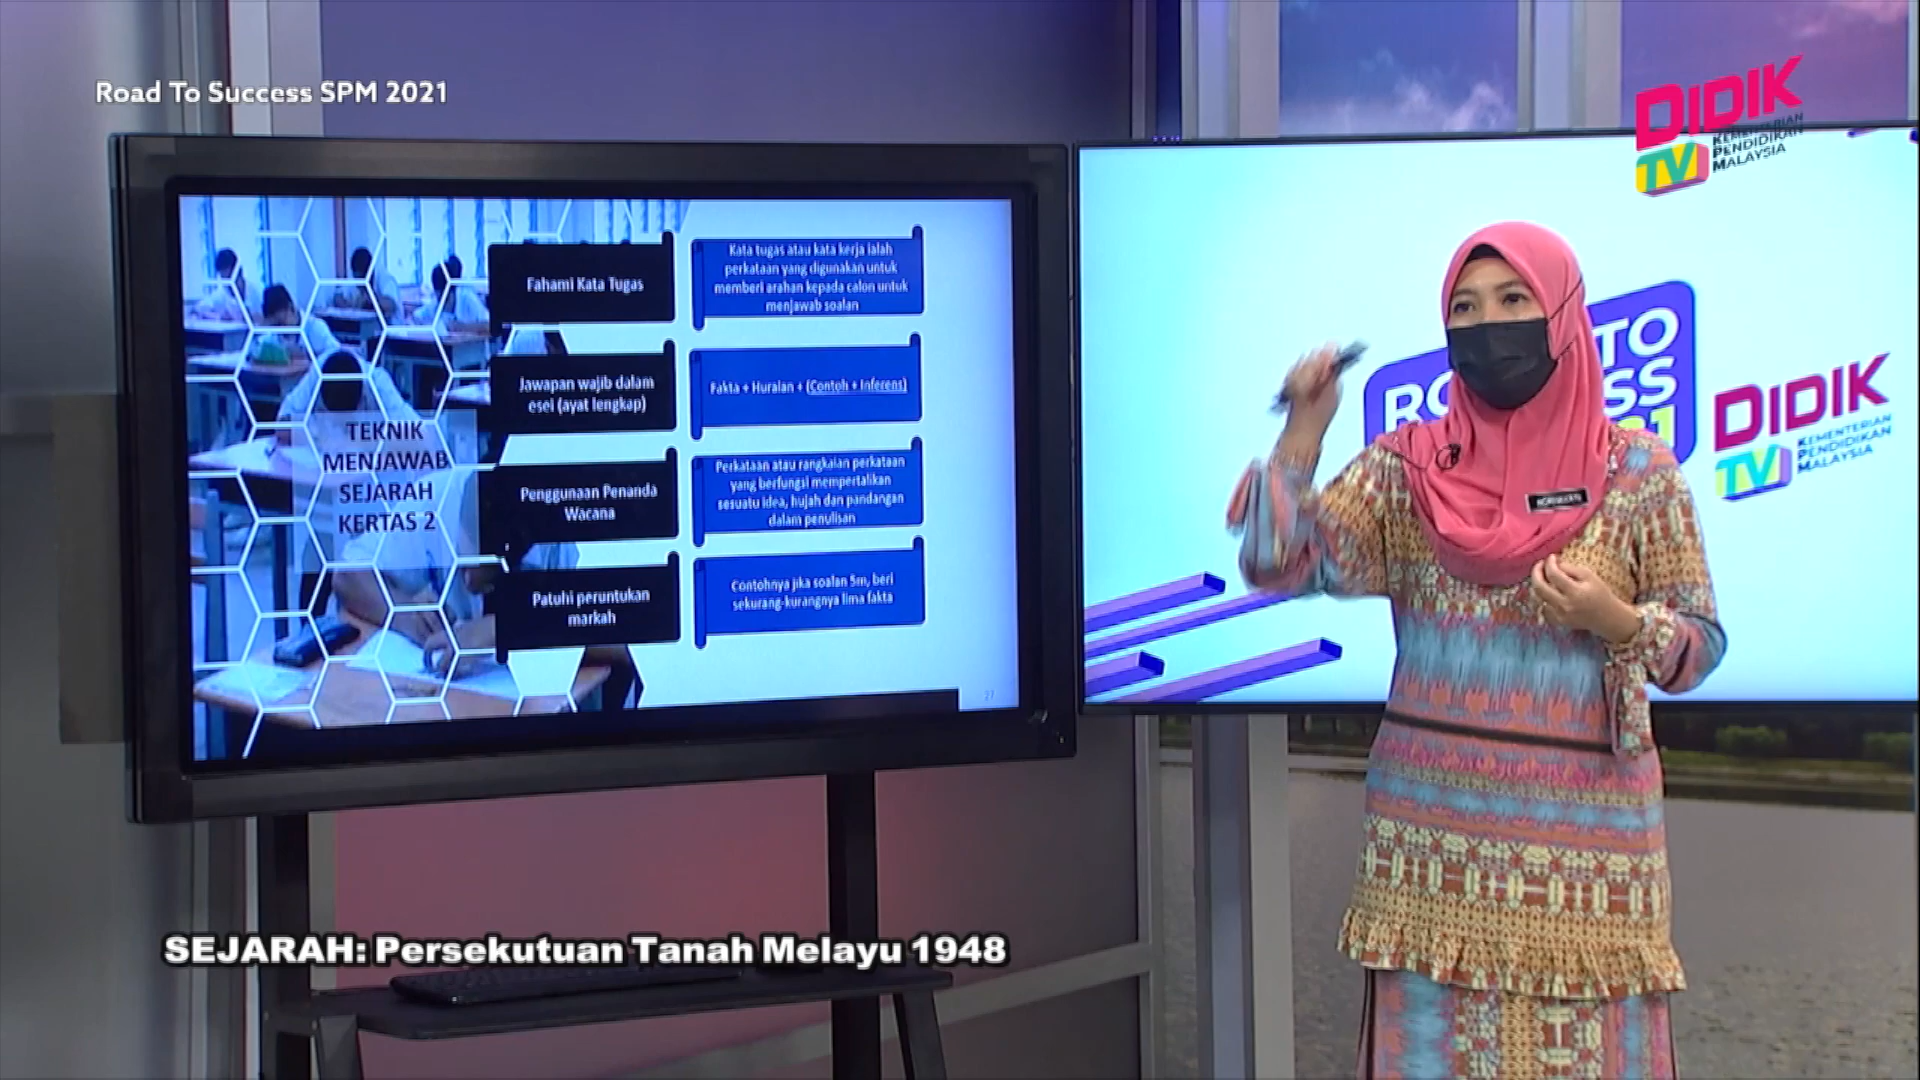 Road To Success SPM 2021
DIDIK
TV
KEMENTERIAN
PENDIDIKAN
MALAYSIA
TEKNIK
MENJAWAB
SEJARAH
KERTAS 2
Fahami Kata Tugas
Kata tugas atau kata kerja ialah
perkataan yang digunakan untuk
memberi arahan kepada calon untuk
menjawab soalan
Jawapan wajib dalam
esei (ayat lengkap)
Fakta + Huraian + (Contoh + Inferens)
Penggunaan Penanda
Wacana
Perkataan atau rangkaian perkataan
yang berfungsi mempertalikan
sesuatu idea, hujah dan pandangan
dalam penulisan
Patuhi peruntukan
markah
Contohnya jika soalan 5m, beri
sekurang-kurangnya lima fakta
27
TO
DIDIK
TV
KEMENTERIAN
PENDIDIKAN
MALAYSIA
SEJARAH: Persekutuan Tanah Melayu 1948